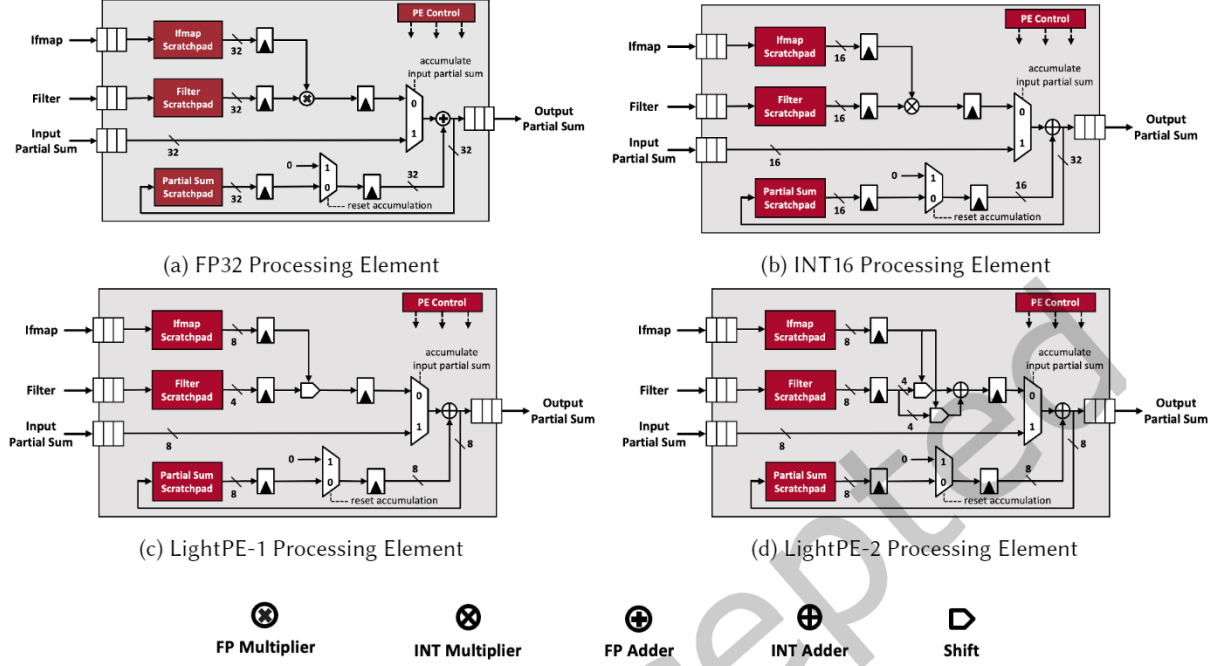 PE Control
Ifmap
Ifmap
Scratchpad
32
accumulate
input partial sum
Filter
Filter
Scratchpad
32
0
1
Input
Partial Sum
32
Output
Partial Sum
32
Partial Sum
Scratchpad
32
0
1
0
32
reset accumulation
(a) FP32 Processing Element
PE Control
Ifmap
Ifmap
Scratchpad
16
accumulate
input partial sum
Filter
Filter
Scratchpad
16
0
1
Input
Partial Sum
16
Output
Partial Sum
32
Partial Sum
Scratchpad
16
0
1
0
16
reset accumulation
(b) INT16 Processing Element
PE Control
Ifmap
Ifmap
Scratchpad
8
accumulate
input partial sum
Filter
Filter
Scratchpad
4
0
1
Input
Partial Sum
8
Output
Partial Sum
8
Partial Sum
Scratchpad
8
0
1
0
8
reset accumulation
(c) LightPE-1 Processing Element
PE Control
Ifmap
Ifmap
Scratchpad
8
accumulate
input partial sum
Filter
Filter
Scratchpad
8
4
4
0
1
Input
Partial Sum
8
Output
Partial Sum
8
Partial Sum
Scratchpad
8
0
1
0
8
reset accumulation
(d) LightPE-2 Processing Element
FP Multiplier
INT Multiplier
FP Adder
INT Adder
Shift
epted